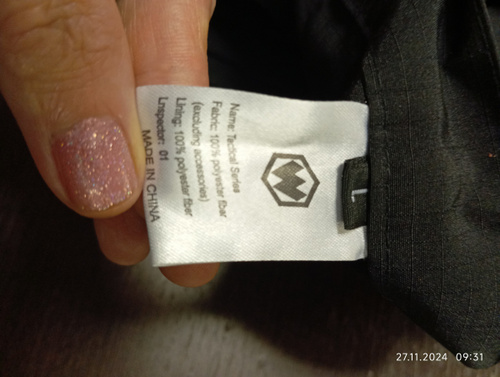 Name: Tactical Series
Fabric: 100% polyester fiber
(excluding accessories)
Lining: 100% polyester fiber
Lnspector: 01
MADE IN CHINA
L
27.11.2024 09:31